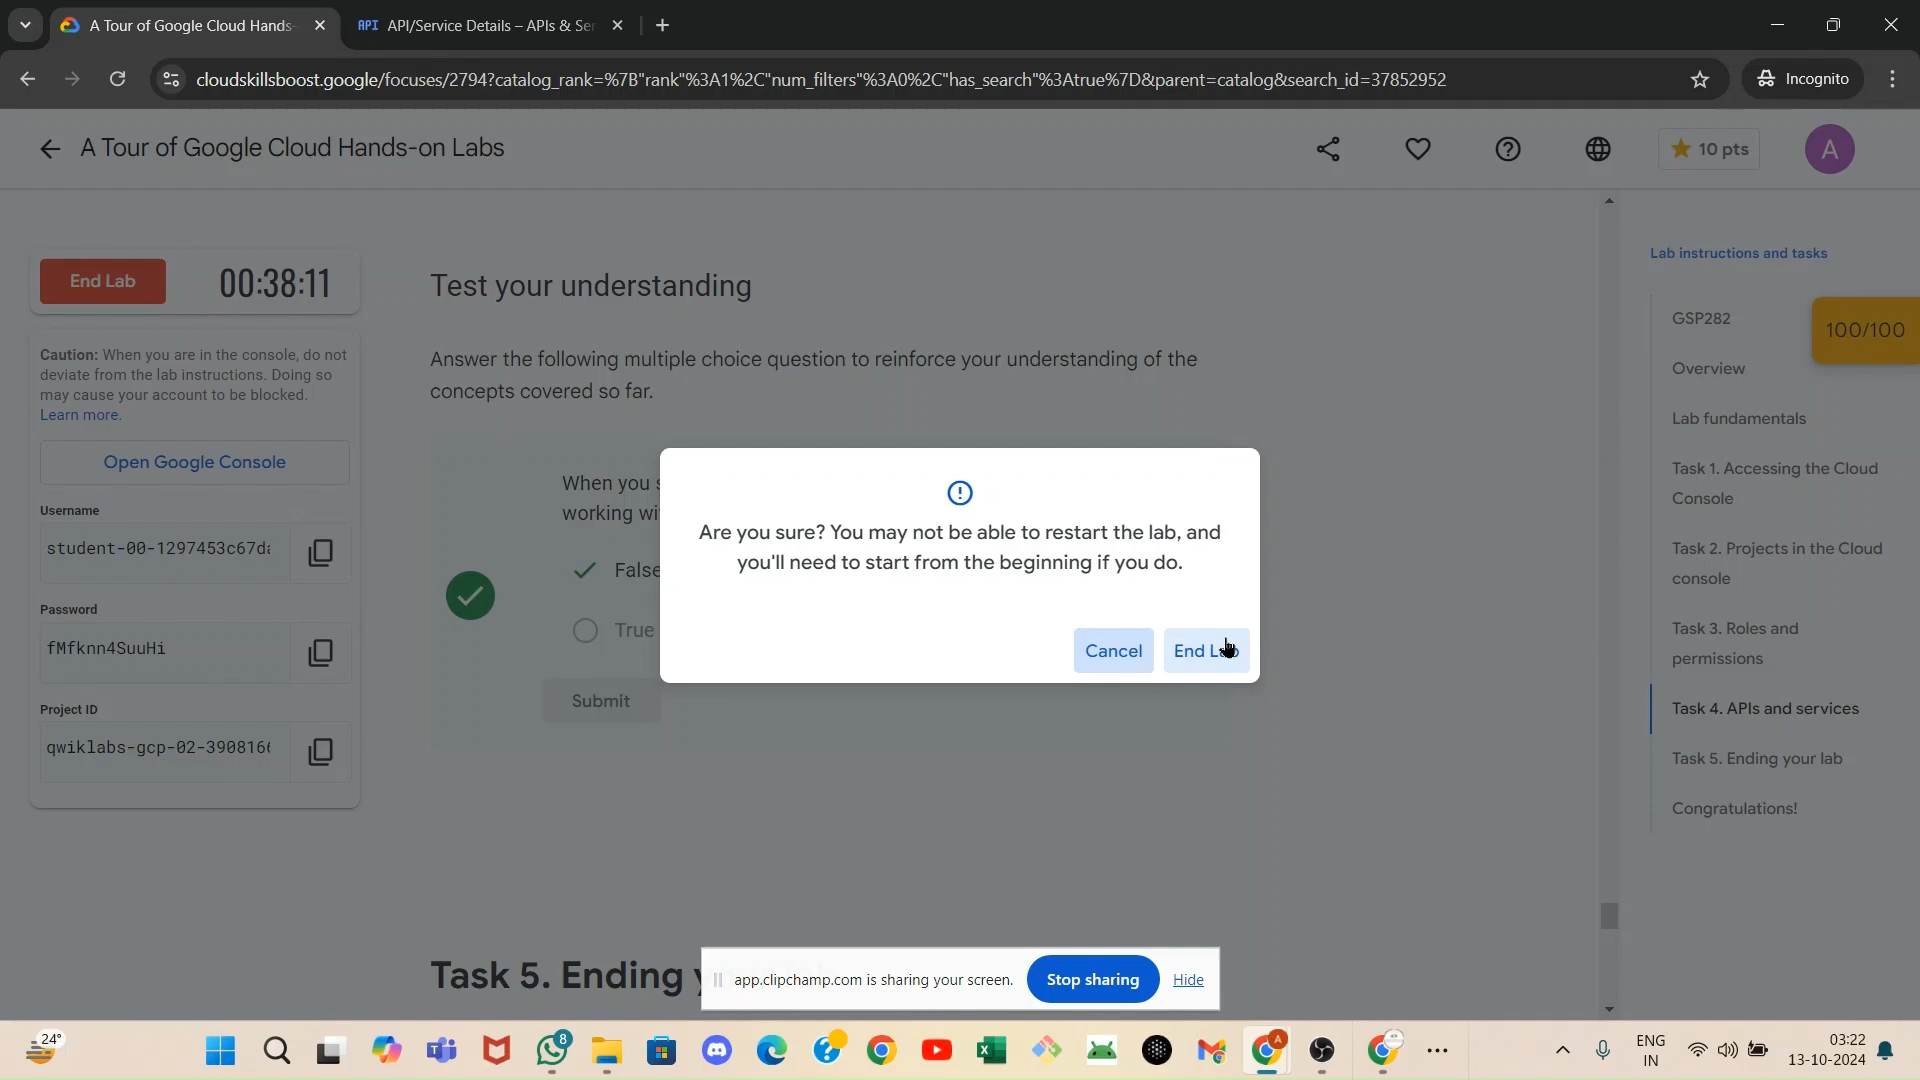 A Tour of Google Cloud Hands-
API API/Service Details – APIs & Ser
cloudskillsboost.google/focuses/2794?catalog_rank=%7B"rank"%3A1%2C"num_filters"%3A0%2C"has_search"%3Atrue%7D&parent=catalog&search_id=37852952
Incognito
A Tour of Google Cloud Hands-on Labs
10 pts
A
End Lab
00:38:11
Caution: When you are in the console, do not
deviate from the lab instructions. Doing so
may cause your account to be blocked.
Learn more.
Open Google Console
Username
student-00-1297453c67da
Password
fMfknn4SuuHi
Project ID
qwiklabs-gcp-02-3908166
Test your understanding
Answer the following multiple choice question to reinforce your understanding of the
concepts covered so far.
When you
working
False
True
Submit
Task 5. Ending
Are you sure? You may not be able to restart the lab, and
you'll need to start from the beginning if you do.
Cancel
End Lab
Lab instructions and tasks
GSP282
100/100
Overview
Lab fundamentals
Task 1. Accessing the Cloud
Console
Task 2. Projects in the Cloud
console
Task 3. Roles and
permissions
Task 4. APIs and services
Task 5. Ending your lab
Congratulations!
app.clipchamp.com is sharing your screen.
Stop sharing
Hide
24°
8
A
ENG
IN
03:22
13-10-2024